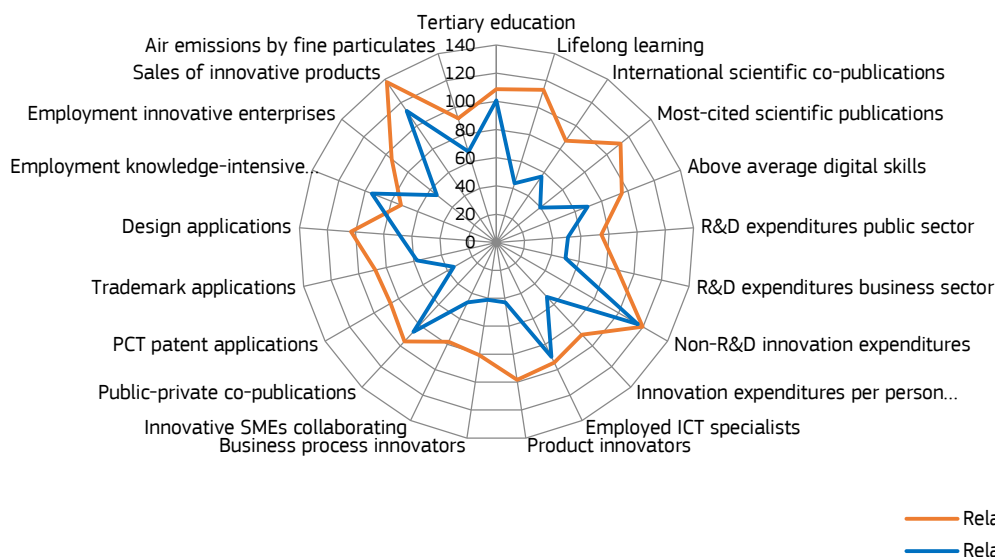 Tertiary education
Lifelong learning
International scientific co-publications
Most-cited scientific publications
Above average digital skills
R&D expenditures public sector
R&D expenditures business sector
Non-R&D innovation expenditures
Innovation expenditures per person...
Employed ICT specialists
Product innovators
Business process innovators
Innovative SMEs collaborating
Public-private co-publications
PCT patent applications
Trademark applications
Design applications
Employment knowledge-intensive...
Employment innovative enterprises
Sales of innovative products
Air emissions by fine particulates
140
120
100
80
60
40
20
0
Rela
Rela